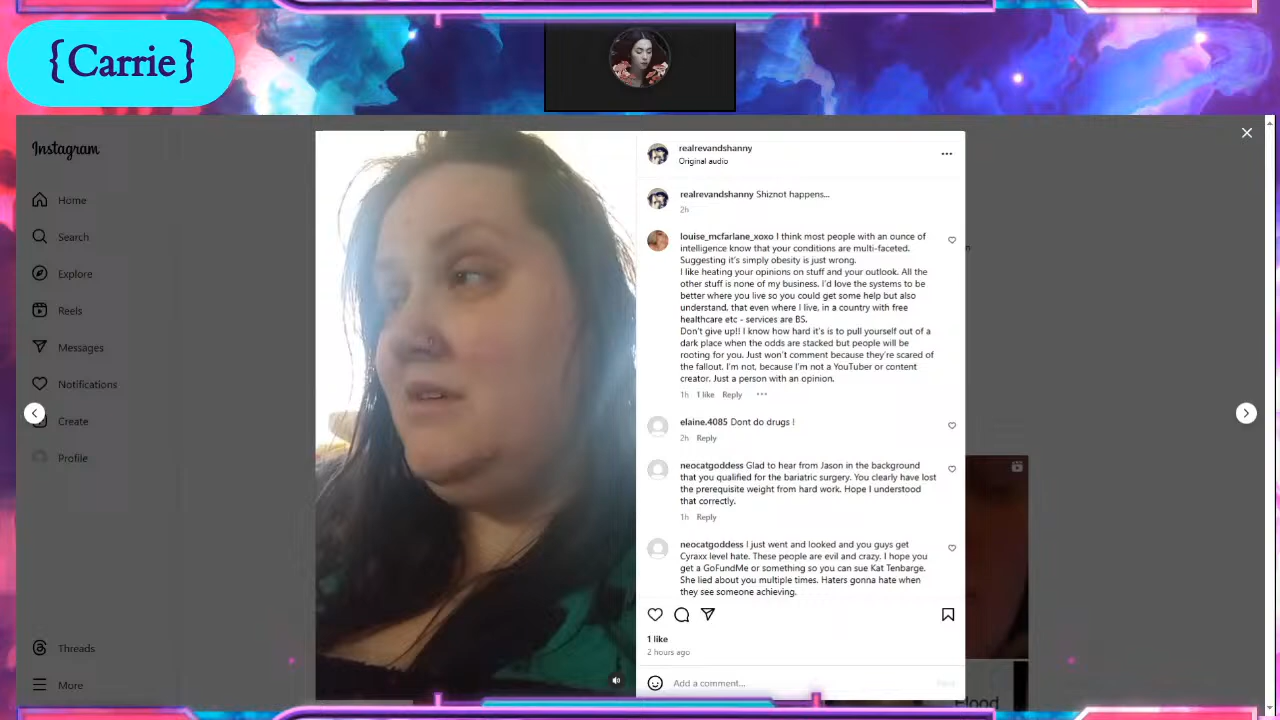 {Carrie}
Instagram
Home
Search
Explore
Reels
Messages
Notifications
Create
Profile
Threads
More
realrevandshanny
Original audio
realrevandshanny Shiznot happens...
2h
louise_mcfarlane_xoxo I think most people with an ounce of
intelligence know that your conditions are multi-faceted.
Suggesting it's simply obesity is just wrong.
I like heating your opinions on stuff and your outlook. All the
other stuff is none of my business. I'd love the systems to be
better where you live so you could get some help but also
understand, that even where I live, in a country with free
healthcare etc - services are BS.
Don't give up!! I know how hard it's is to pull yourself out of a
dark place when the odds are stacked but people will be
rooting for you. Just won't comment because they're scared of
the fallout. I'm not, because I'm not a YouTuber or content
creator. Just a person with an opinion.
1h 1 like Reply
elaine.4085 Dont do drugs !
2h Reply
neocatgoddess Glad to hear from Jason in the background
that you qualified for the bariatric surgery. You clearly have lost
the prerequisite weight from hard work. Hope I understood
that correctly.
1h Reply
neocatgoddess I just went and looked and you guys get
Cyraxx level hate. These people are evil and crazy. I hope you
get a GoFundMe or something so you can sue Kat Tenbarge.
She lied about you multiple times. Haters gonna hate when
they see someone achieving.
1 like
2 hours ago
Add a comment...